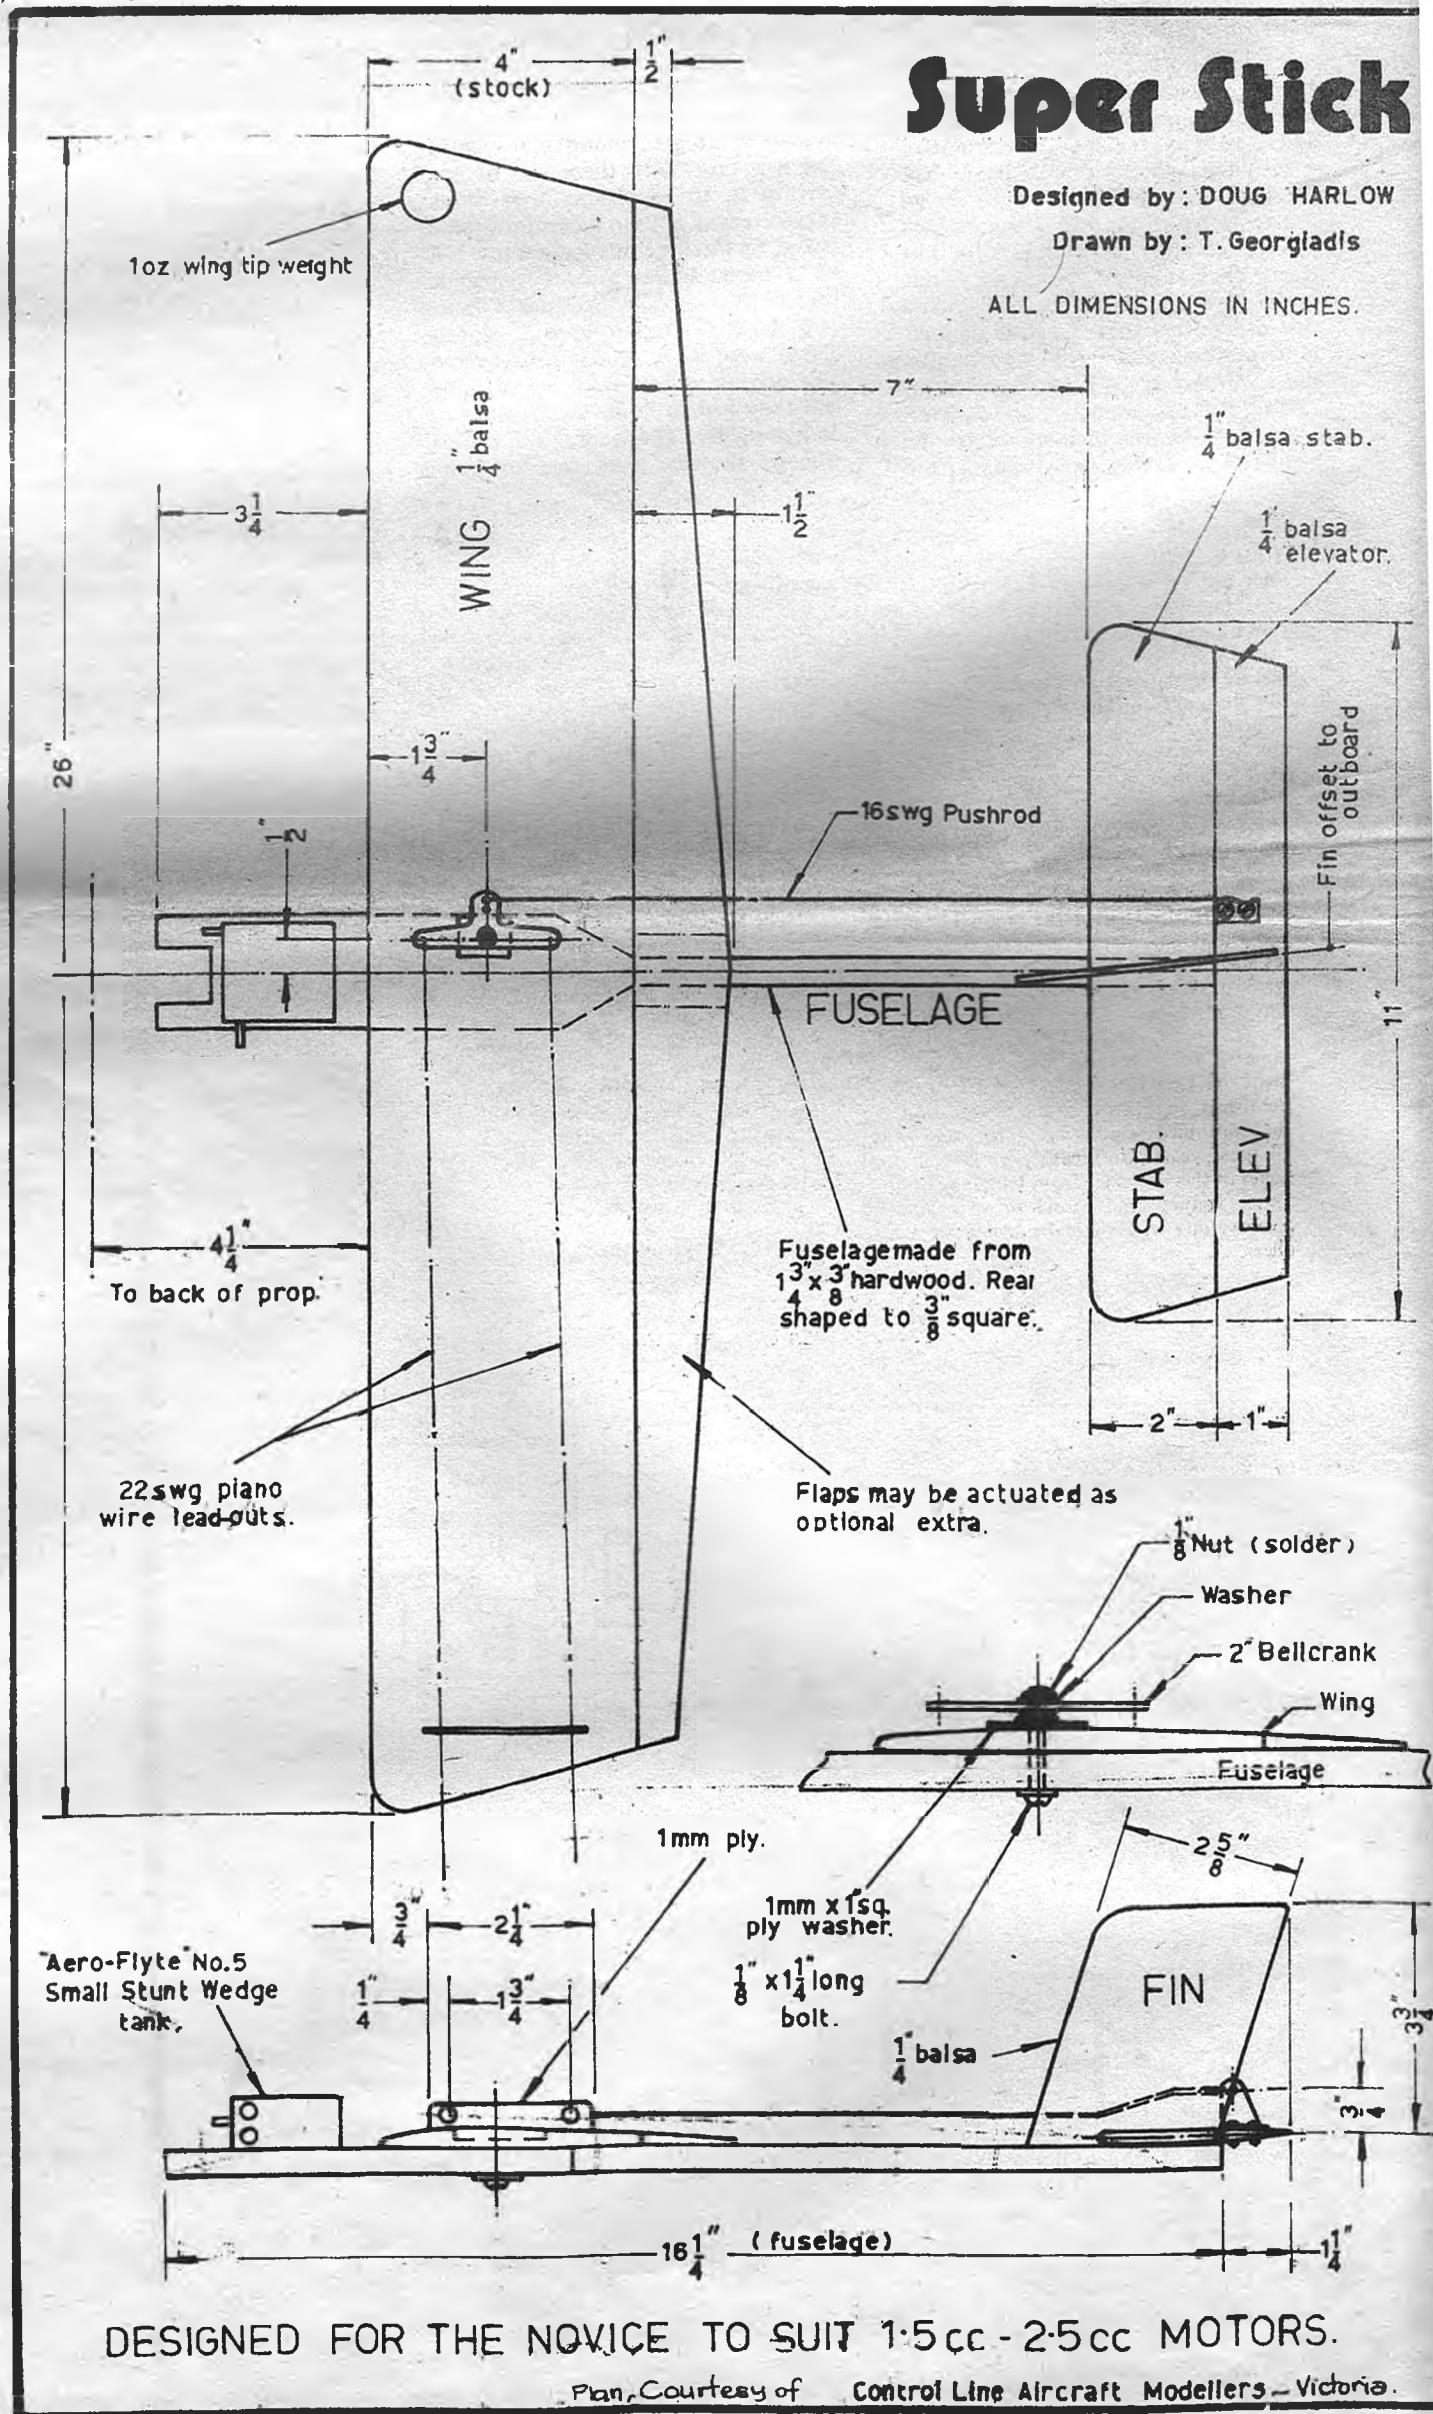 Super Stick
Designed by : DOUG HARLOW
Drawn by : T. Georgiadis
ALL DIMENSIONS IN INCHES.
4"
(stock)
1/2"
1oz wing tip weight
WING 1/4" balsa
7"
1/4" balsa stab.
1/4" balsa
elevator.
3 1/4
1 1/2"
26"
1 3/4"
1/2"
16swg Pushrod
Fin offset to
outboard
FUSELAGE
11"
STAB.
ELEV
4 1/4"
To back of prop.
Fuselage made from
1 3/4" x 3/8" hardwood. Rear
shaped to 3/8" square.
2"
1"
22swg piano
wire lead-outs.
Flaps may be actuated as
optional extra.
1/8" Nut (solder)
Washer
2" Bellcrank
Wing
Fuselage
1mm ply.
1mm x 1" sq.
ply washer.
1/8" x 1 1/4" long
bolt.
2 5/8"
3/4"
2 1/4"
"Aero-Flyte" No.5
Small Stunt Wedge
tank.
1/4"
1 3/4"
FIN
1/4" balsa
3 3/4"
3/4"
16 1/4" (fuselage)
1 1/4"
DESIGNED FOR THE NOVICE TO SUIT 1·5cc - 2·5cc MOTORS.
Plan, Courtesy of Control Line Aircraft Modellers – Victoria.